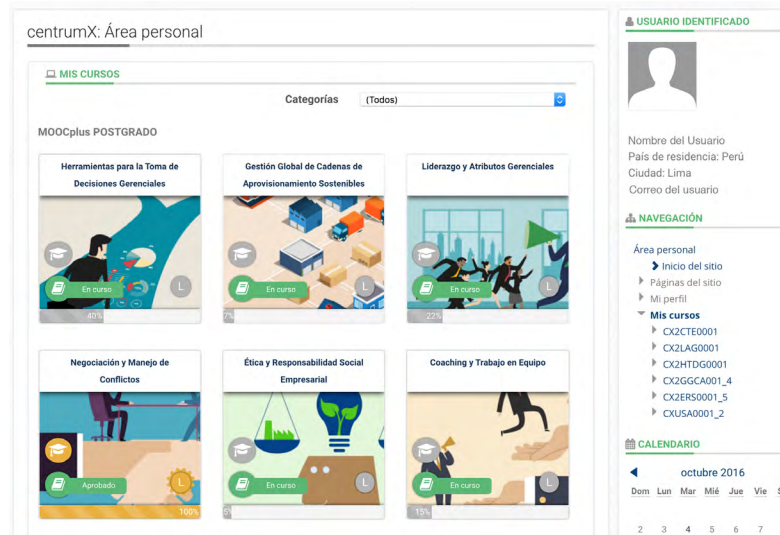 centrumX: Área personal
MIS CURSOS
Categorías (Todos)
MOOCplus POSTGRADO
Herramientas para la Toma de
Decisiones Gerenciales
En curso
L
40%
Gestión Global de Cadenas de
Aprovisionamiento Sostenibles
En curso
L
7%
Liderazgo y Atributos Gerenciales
En curso
L
22%
Negociación y Manejo de
Conflictos
Aprobado
L
100%
Ética y Responsabilidad Social
Empresarial
En curso
L
5%
Coaching y Trabajo en Equipo
En curso
L
15%
USUARIO IDENTIFICADO
Nombre del Usuario
País de residencia: Perú
Ciudad: Lima
Correo del usuario
NAVEGACIÓN
Área personal
Inicio del sitio
Páginas del sitio
Mi perfil
Mis cursos
CX2CTE0001
CX2LAG0001
CX2HTDG0001
CX2GGCA001_4
CX2ERS0001_5
CXUSA0001_2
CALENDARIO
octubre 2016
Dom Lun Mar Mié Jue Vie S
2 3 4 5 6 7